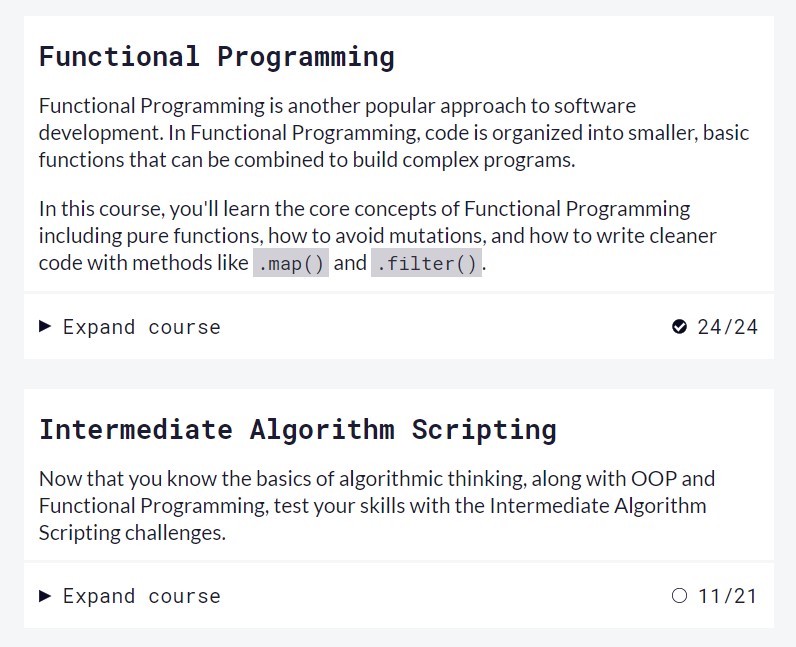 Functional Programming
Functional Programming is another popular approach to software
development. In Functional Programming, code is organized into smaller, basic
functions that can be combined to build complex programs.
In this course, you'll learn the core concepts of Functional Programming
including pure functions, how to avoid mutations, and how to write cleaner
code with methods like .map() and .filter().
Expand course 24/24
Intermediate Algorithm Scripting
Now that you know the basics of algorithmic thinking, along with OOP and
Functional Programming, test your skills with the Intermediate Algorithm
Scripting challenges.
Expand course 11/21